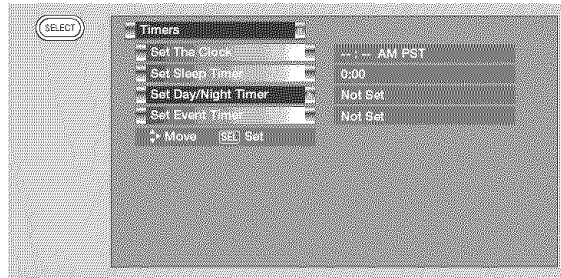 SELECT
Timers
Set The Clock -- : -- AM PST
Set Sleep Timer 0:00
Set Day/Night Timer Not Set
Set Event Timer Not Set
Move SEL Set